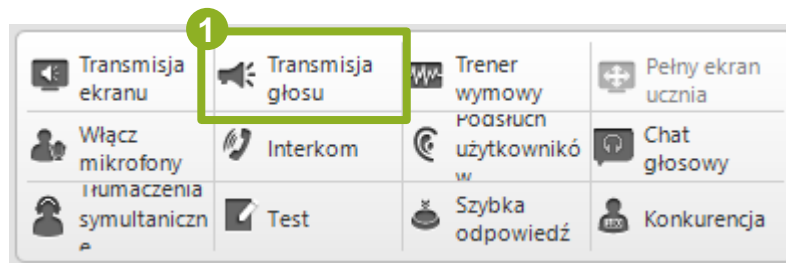 1
Transmisja
ekranu
Transmisja
głosu
Trener
wymowy
Pełny ekran
ucznia
Włącz
mikrofony
Interkom
Podsłuch
użytkownikó
w
Chat
głosowy
Tłumaczenia
symultaniczn
e
Test
Szybka
odpowiedź
Konkurencja